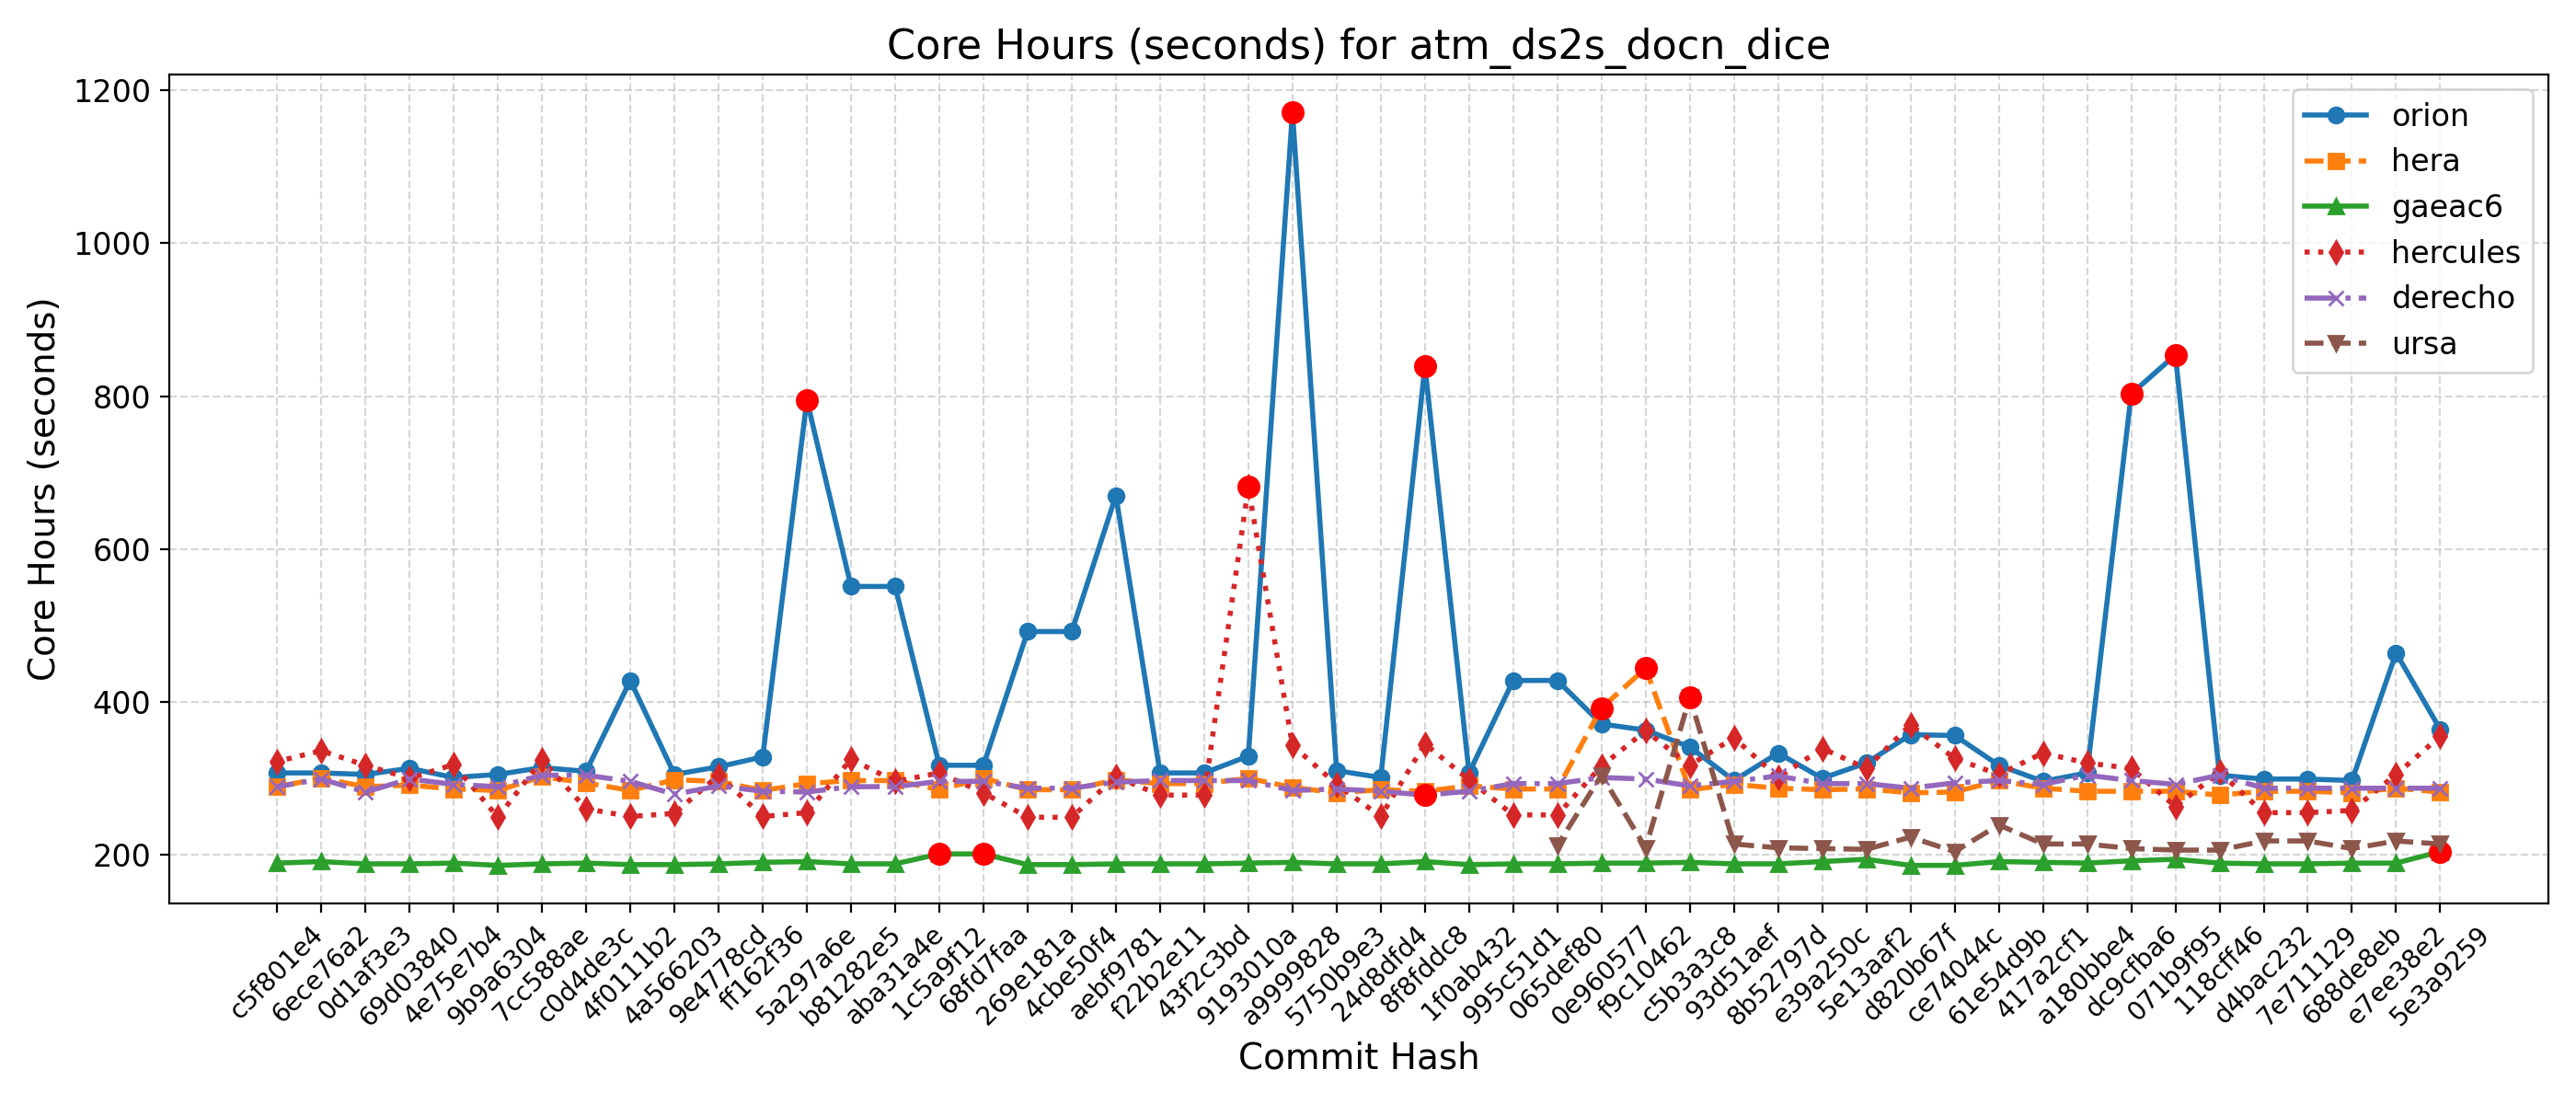 Core Hours (seconds) for atm_ds2s_docn_dice
Core Hours (seconds)
1200
1000
800
600
400
200
orion
hera
gaeac6
hercules
derecho
ursa
c5f801e4
6ece76a2
0d1af3e3
69d03840
4e75e7b4
9b9a6304
7cc588ae
c0d4de3c
4f0111b2
4a566203
9e4778cd
ff162f36
5a297a6e
b81282e5
aba31a4e
1c5a9f12
68fd7faa
269e181a
4cbe50f4
aebf9781
f22b2e11
43f2c3bd
9193010a
a9999828
5750b9e3
24d8dfd4
8f8fddc8
1f0ab432
995c51d1
065def80
0e960577
f9c10462
c5b3a3c8
93d51aef
8b52797d
e39a250c
5e13aaf2
d820b67f
ce74044c
61e54d9b
417a2cf1
a180bbe4
dc9cfba6
071b9f95
118cff46
d4bac232
7e711129
688de8eb
e7ee38e2
5e3a9259
Commit Hash